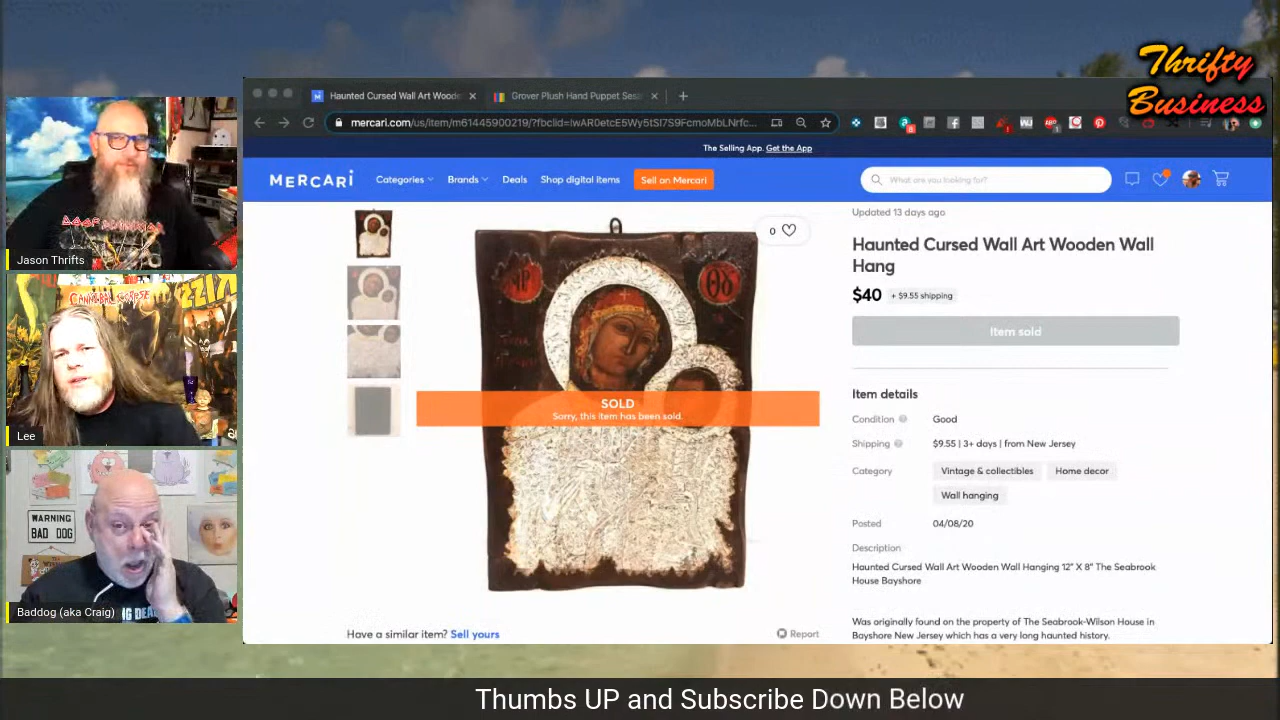 Thrifty
Business
Haunted Cursed Wall Art Woode
Grover Plush Hand Puppet Sesa
mercari.com/us/item/m61445900219/?fbclid=IwAR0etcE5Wy5tSI7S9FcmoMbLNrfc...
The Selling App. Get the App
MERCARI
Categories
Brands
Deals
Shop digital items
Sell on Mercari
What are you looking for?
Updated 13 days ago
0
Haunted Cursed Wall Art Wooden Wall
Hang
$40
+ $9.55 shipping
Item sold
SOLD
Sorry, this item has been sold.
Item details
Condition
Good
Shipping
$9.55 | 3+ days | from New Jersey
Category
Vintage & collectibles
Home decor
Wall hanging
Posted
04/08/20
Description
Haunted Cursed Wall Art Wooden Wall Hanging 12" X 8" The Seabrook
House Bayshore
Was originally found on the property of The Seabrook-Wilson House in
Bayshore New Jersey which has a very long haunted history.
Have a similar item? Sell yours
Report
Jason Thrifts
CANNIBAL CORPSE
Lee
WARNING
BAD DOG
Baddog (aka Craig)
Thumbs UP and Subscribe Down Below